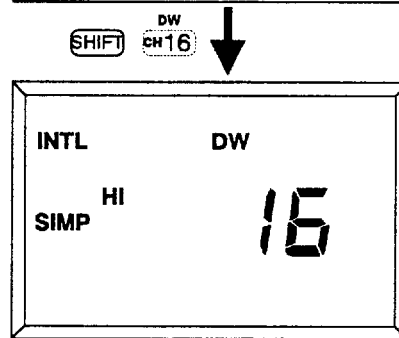 DW
SHIFT CH16
INTL DW
HI
SIMP 16